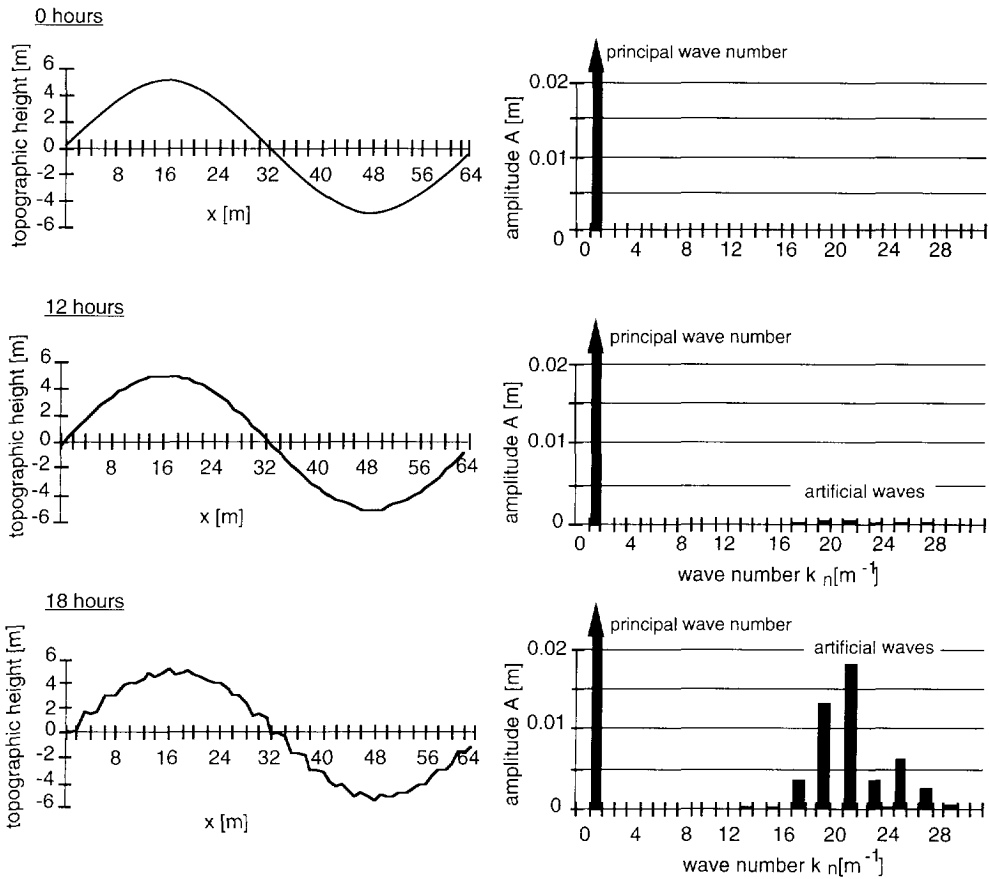 0 hours
topographic height [m]
6
4
2
0
-2
-4
-6
8 16 24 32 40 48 56 64
x [m]
principal wave number
amplitude A [m]
0.02
0.01
0
0 4 8 12 16 20 24 28
12 hours
topographic height [m]
6
4
2
0
-2
-4
-6
8 16 24 32 40 48 56 64
x [m]
principal wave number
amplitude A [m]
0.02
0.01
0
artificial waves
0 4 8 12 16 20 24 28
wave number k n[m -1]
18 hours
topographic height [m]
6
4
2
0
-2
-4
-6
8 16 24 32 40 48 56 64
x [m]
principal wave number
artificial waves
amplitude A [m]
0.02
0.01
0
0 4 8 12 16 20 24 28
wave number k n[m -1]